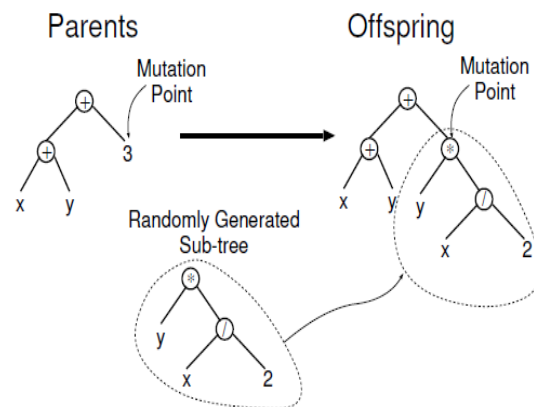 Parents
Offspring
Mutation
Point
Mutation
Point
+
+
3
x
y
+
+
*
x
y
y
/
x
2
Randomly Generated
Sub-tree
*
y
/
x
2